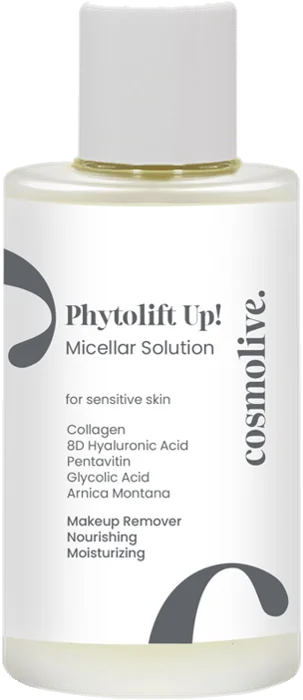 Phytolift Up!
Micellar Solution
cosmolive.
for sensitive skin
Collagen
8D Hyaluronic Acid
Pentavitin
Glycolic Acid
Arnica Montana
Makeup Remover
Nourishing
Moisturizing